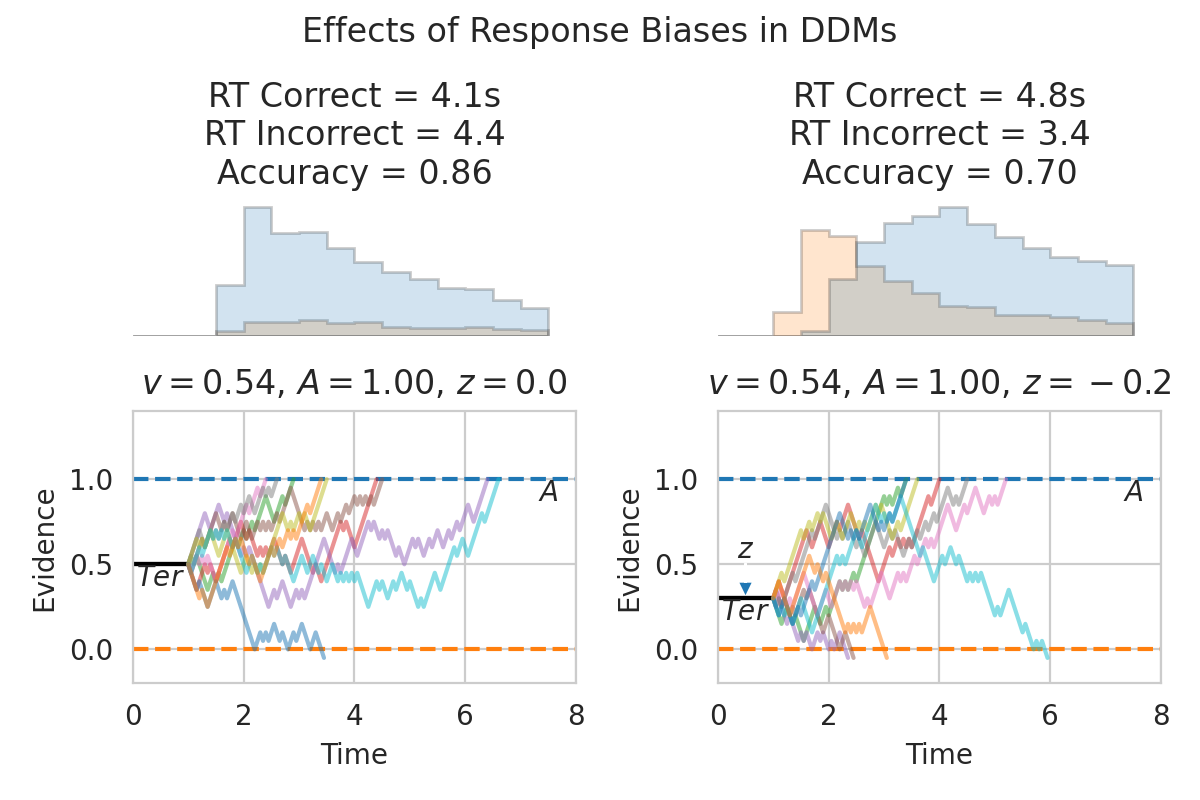 Effects of Response Biases in DDMs
RT Correct = 4.1s
RT Incorrect = 4.4
Accuracy = 0.86
RT Correct = 4.8s
RT Incorrect = 3.4
Accuracy = 0.70
v = 0.54, A = 1.00, z = 0.0
1.0
0.5
0.0
Evidence
A
Ter
0 2 4 6 8
Time
v = 0.54, A = 1.00, z = −0.2
1.0
0.5
0.0
Evidence
A
z
Ter
0 2 4 6 8
Time